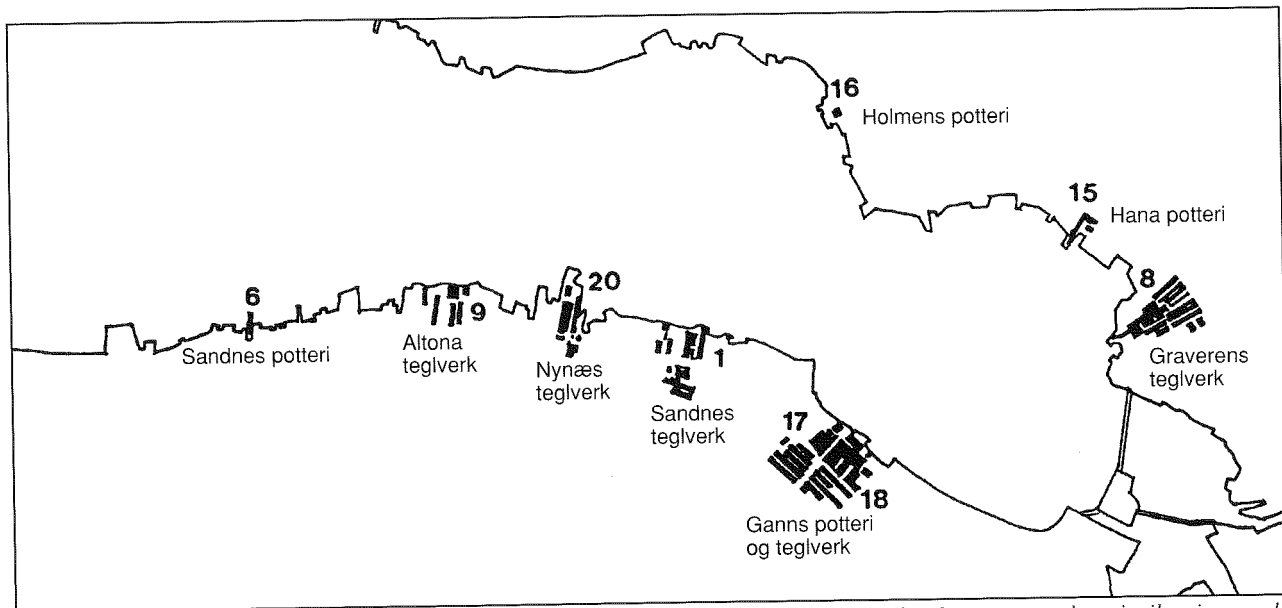 16
Holmens potteri
15
Hana potteri
8
Graverens
teglverk
6
Sandnes potteri
9
Altona
teglverk
20
Nynæs
teglverk
1
Sandnes
teglverk
17
18
Ganns potteri
og teglverk